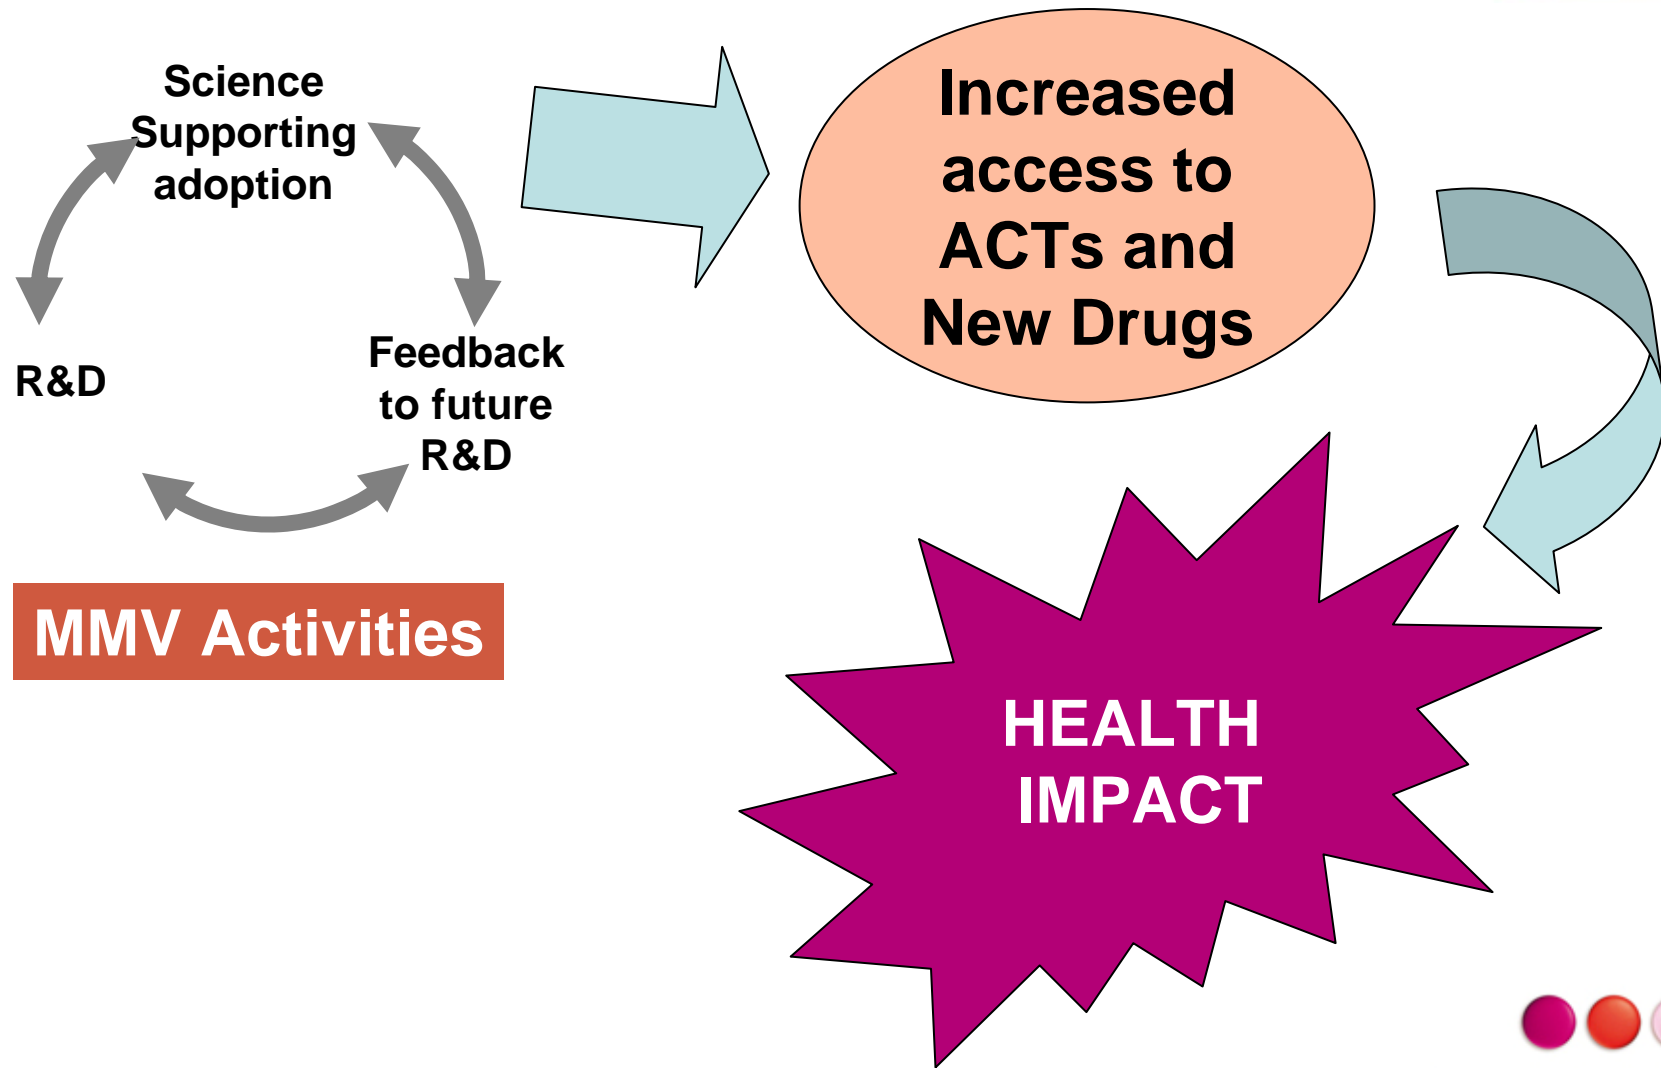 Science
Supporting
adoption
R&D
Feedback
to future
R&D
MMV Activities
Increased
access to
ACTs and
New Drugs
HEALTH
IMPACT